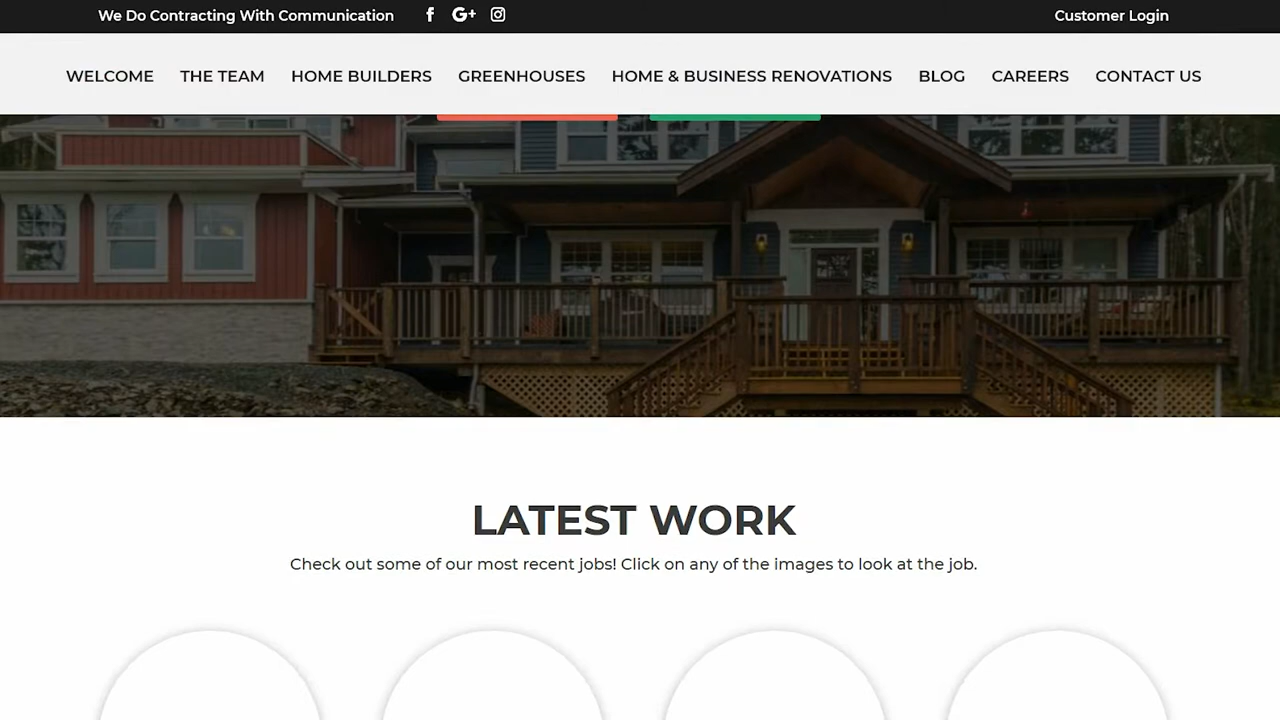 We Do Contracting With Communication
G+
Customer Login
WELCOME THE TEAM HOME BUILDERS GREENHOUSES HOME & BUSINESS RENOVATIONS BLOG CAREERS CONTACT US
LATEST WORK
Check out some of our most recent jobs! Click on any of the images to look at the job.